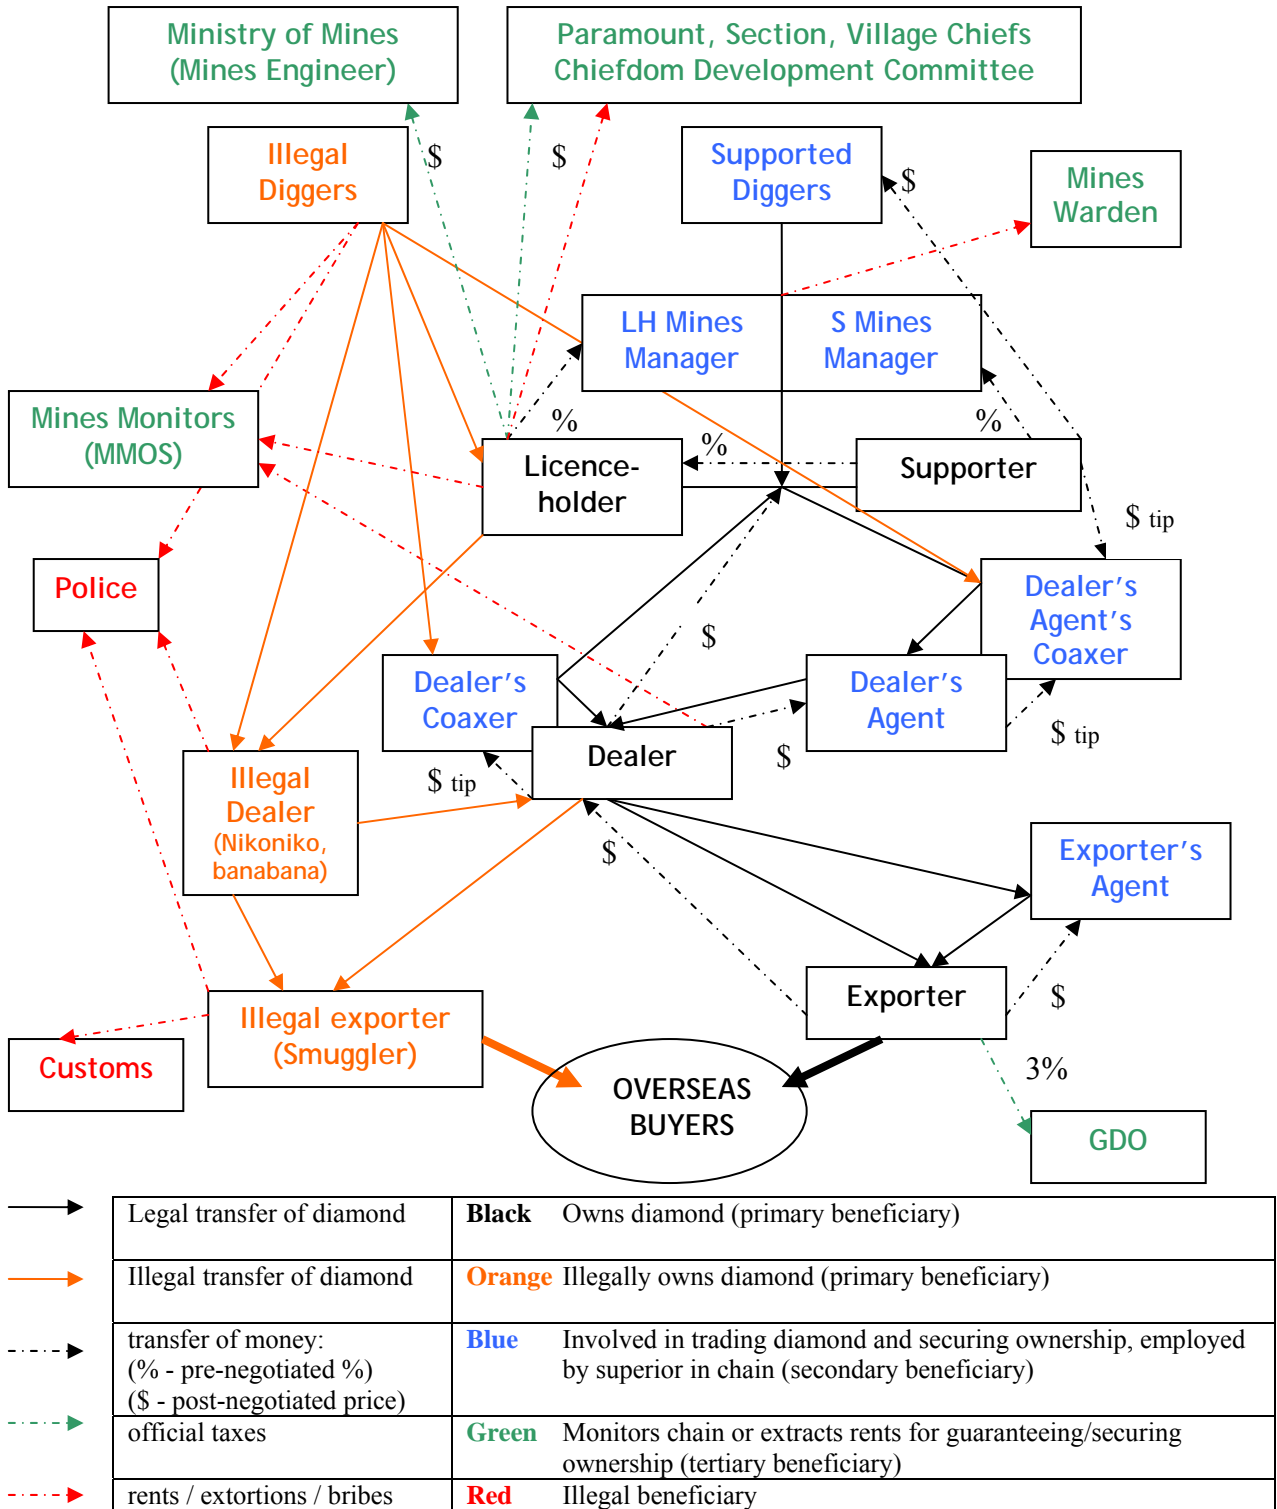 Ministry of Mines
(Mines Engineer)
Paramount, Section, Village Chiefs
Chiefdom Development Committee
Illegal
Diggers
$
$
Supported
Diggers
$
Mines
Warden
LH Mines
Manager
S Mines
Manager
Mines Monitors
(MMOS)
%
%
%
Licence-
holder
Supporter
$ tip
Police
Dealer's
Agent's
Coaxer
$
Dealer's
Coaxer
Dealer's
Agent
Dealer
$
$ tip
$ tip
Illegal
Dealer
(Nikoniko,
banabana)
$
Exporter's
Agent
Exporter
$
Illegal exporter
(Smuggler)
Customs
OVERSEAS
BUYERS
3%
GDO
Legal transfer of diamond
Black Owns diamond (primary beneficiary)
Illegal transfer of diamond
Orange Illegally owns diamond (primary beneficiary)
transfer of money:
(% - pre-negotiated %)
($ - post-negotiated price)
Blue Involved in trading diamond and securing ownership, employed
by superior in chain (secondary beneficiary)
official taxes
Green Monitors chain or extracts rents for guaranteeing/securing
ownership (tertiary beneficiary)
rents / extortions / bribes
Red Illegal beneficiary